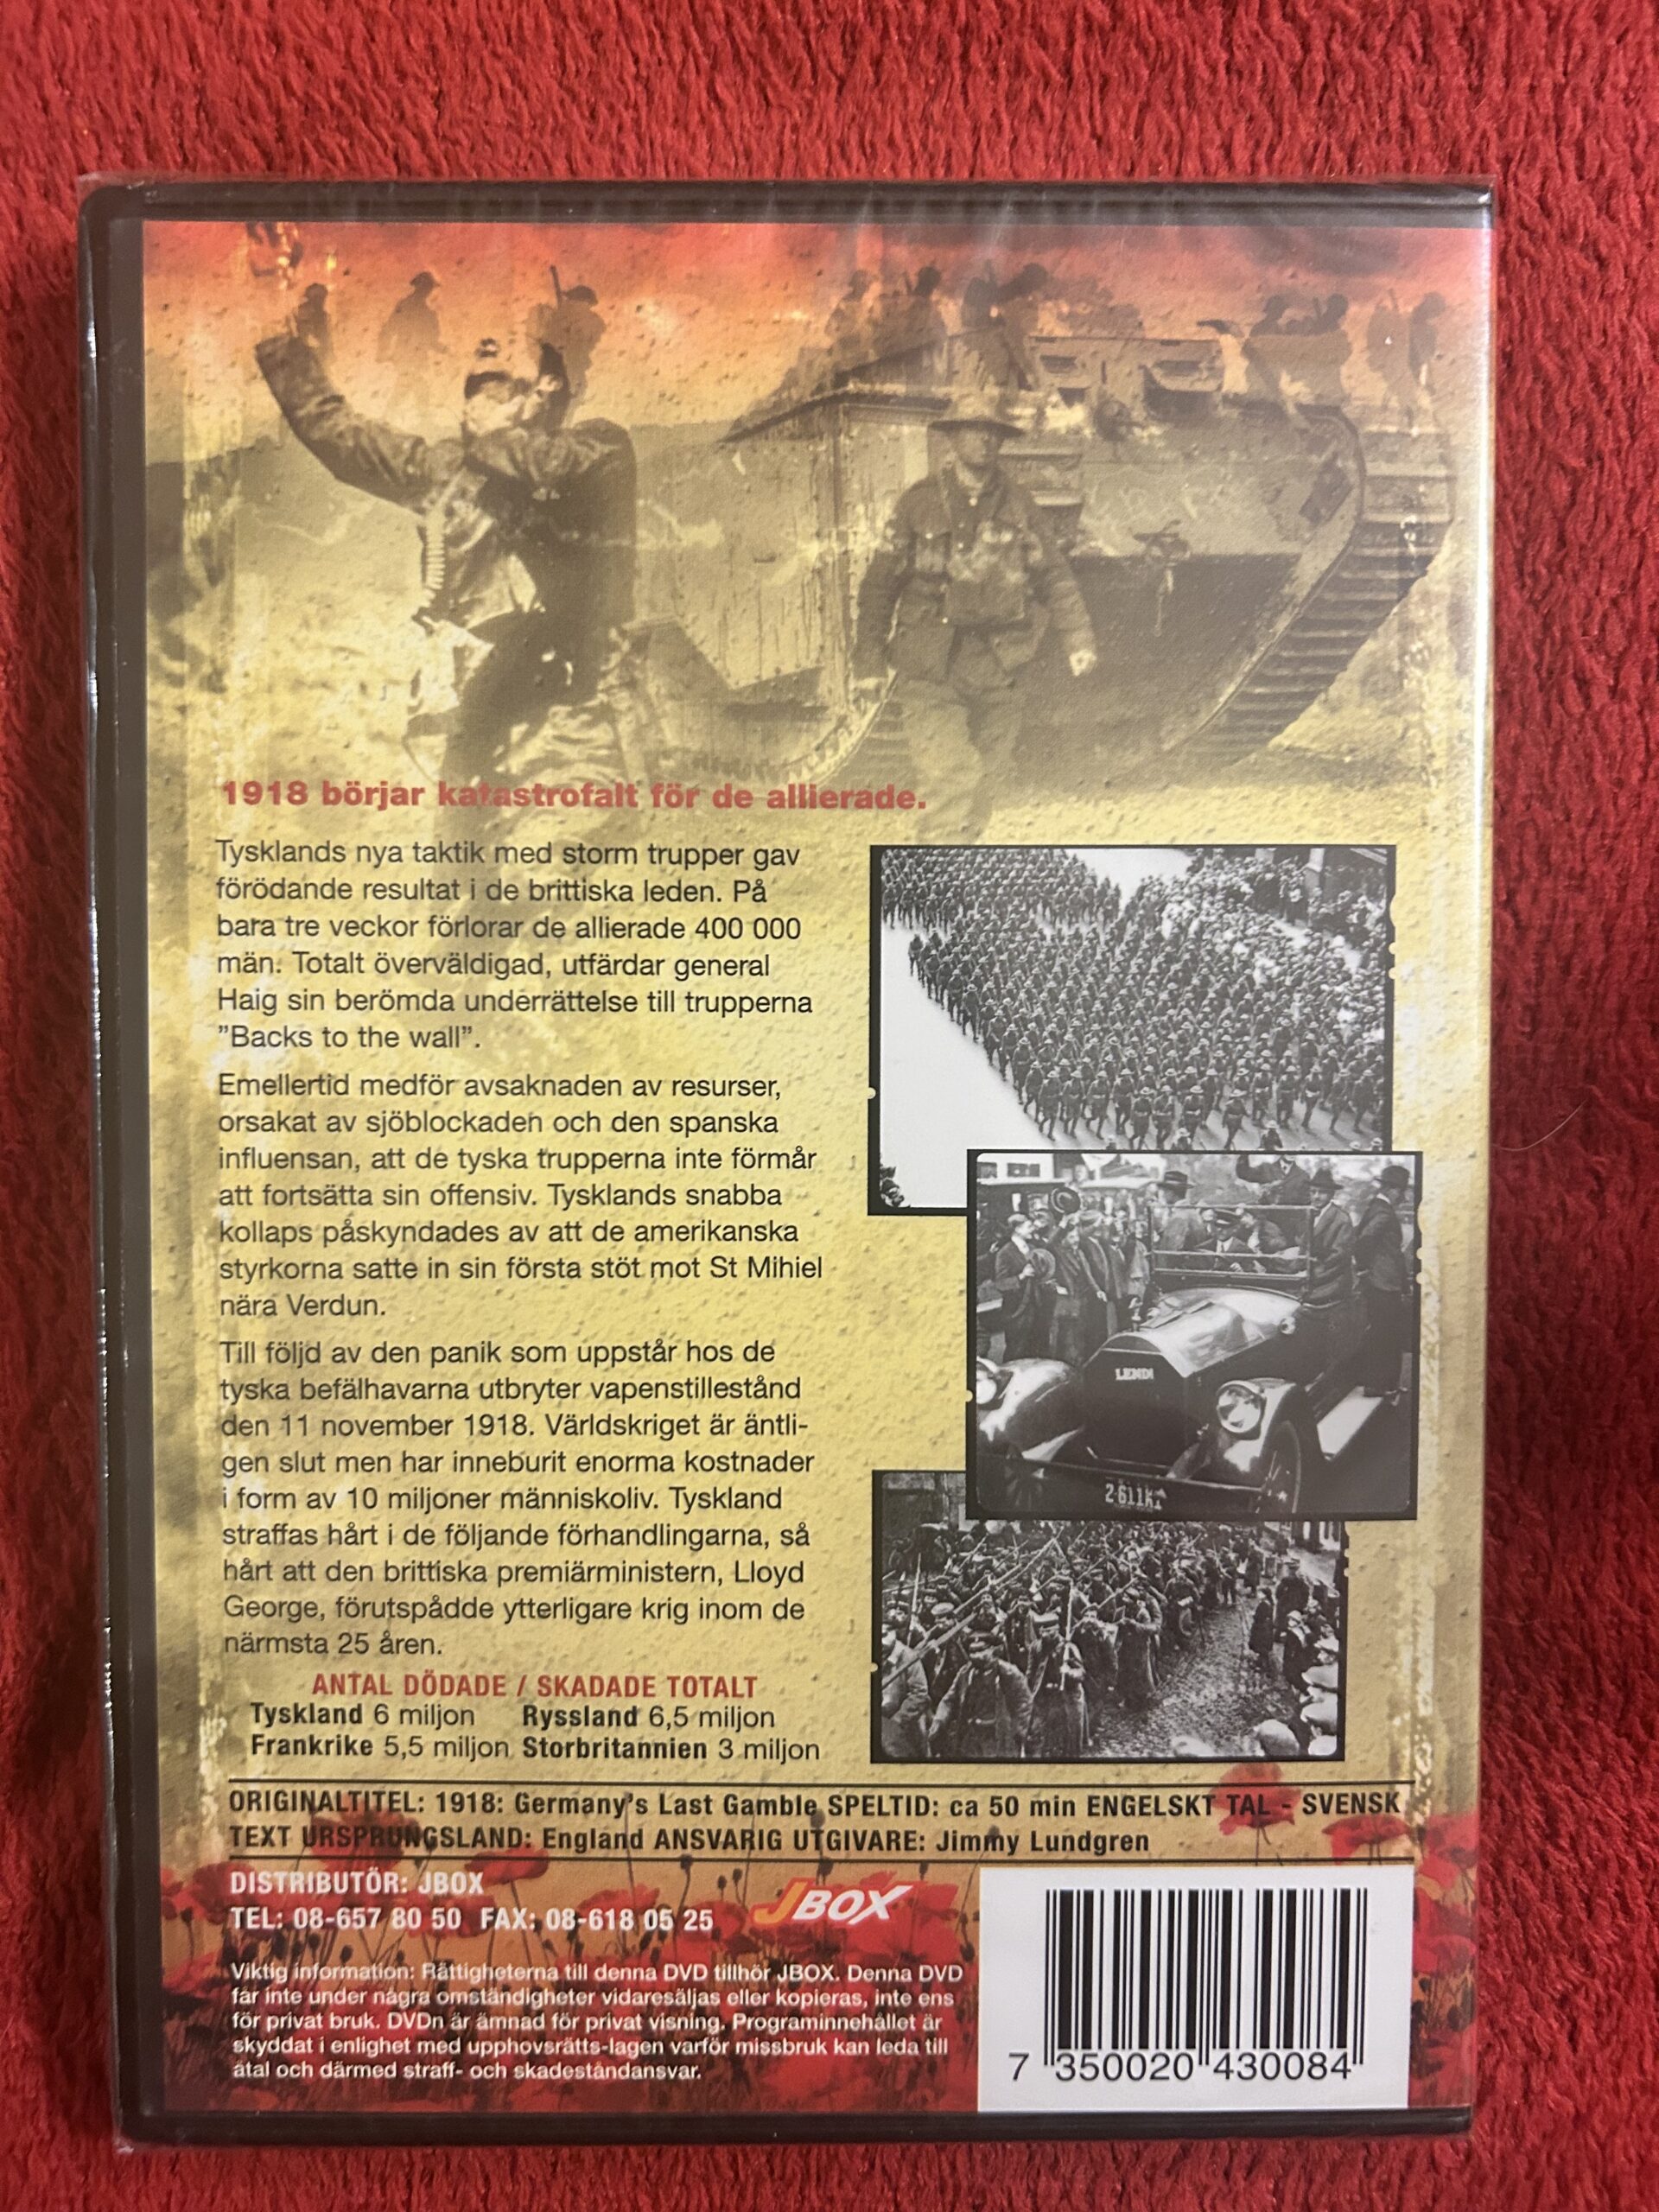 1918 börjar katastrofalt för de allierade.
Tysklands nya taktik med storm trupper gav
förödande resultat i de brittiska leden. På
bara tre veckor förlorar de allierade 400 000
män. Totalt överväldigad, utfärdar general
Haig sin berömda underrättelse till trupperna
”Backs to the wall”.
Emellertid medför avsaknaden av resurser,
orsakat av sjöblockaden och den spanska
influensan, att de tyska trupperna inte förmår
att fortsätta sin offensiv. Tysklands snabba
kollaps påskyndades av att de amerikanska
styrkorna satte in sin första stöt mot St Mihiel
nära Verdun.
Till följd av den panik som uppstår hos de
tyska befälhavarna utbryter vapenstillestånd
den 11 november 1918. Världskriget är äntli-
gen slut men har inneburit enorma kostnader
i form av 10 miljoner människoliv. Tyskland
straffas hårt i de följande förhandlingarna, så
hårt att den brittiska premiärministern, Lloyd
George, förutspådde ytterligare krig inom de
närmsta 25 åren.
ANTAL DÖDADE / SKADADE TOTALT
Tyskland 6 miljon Ryssland 6,5 miljon
Frankrike 5,5 miljon Storbritannien 3 miljon
ORIGINALTITEL: 1918: Germany's Last Gamble SPELTID: ca 50 min ENGELSKT TAL - SVENSK
TEXT URSPRUNGSLAND: England ANSVARIG UTGIVARE: Jimmy Lundgren
DISTRIBUTÖR: JBOX
TEL: 08-657 80 50 FAX: 08-618 05 25
JBOX
Viktig information: Rättigheterna till denna DVD tillhör JBOX. Denna DVD
får inte under några omständigheter vidaresäljas eller kopieras, inte ens
för privat bruk. DVDn är ämnad för privat visning. Programinnehållet är
skyddat i enlighet med upphovsrätts-lagen varför missbruk kan leda till
åtal och därmed straff- och skadeståndansvar.
7 350020 430084